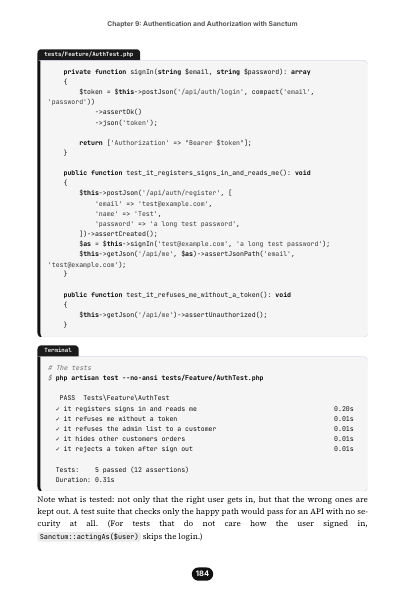 Chapter 9: Authentication and Authorization with Sanctum
tests/Feature/AuthTest.php
private function signIn(string $email, string $password): array
{
$token = $this->postJson('/api/auth/login', compact('email',
'password'))
->assertOk()
->json('token');
return ['Authorization' => "Bearer $token"];
}
public function test_it_registers_signs_in_and_reads_me(): void
{
$this->postJson('/api/auth/register', [
'email' => 'test@example.com',
'name' => 'Test',
'password' => 'a long test password',
])->assertCreated();
$as = $this->signIn('test@example.com', 'a long test password');
$this->getJson('/api/me', $as)->assertJsonPath('email',
'test@example.com');
}
public function test_it_refuses_me_without_a_token(): void
{
$this->getJson('/api/me')->assertUnauthorized();
}
Terminal
# The tests
$ php artisan test --no-ansi tests/Feature/AuthTest.php
PASS Tests\Feature\AuthTest
✓ it registers signs in and reads me 0.20s
✓ it refuses me without a token 0.01s
✓ it refuses the admin list to a customer 0.01s
✓ it hides other customers orders 0.01s
✓ it rejects a token after sign out 0.01s
Tests: 5 passed (12 assertions)
Duration: 0.31s
Note what is tested: not only that the right user gets in, but that the wrong ones are
kept out. A test suite that checks only the happy path would pass for an API with no se-
curity at all. (For tests that do not care how the user signed in,
Sanctum::actingAs($user) skips the login.)
184